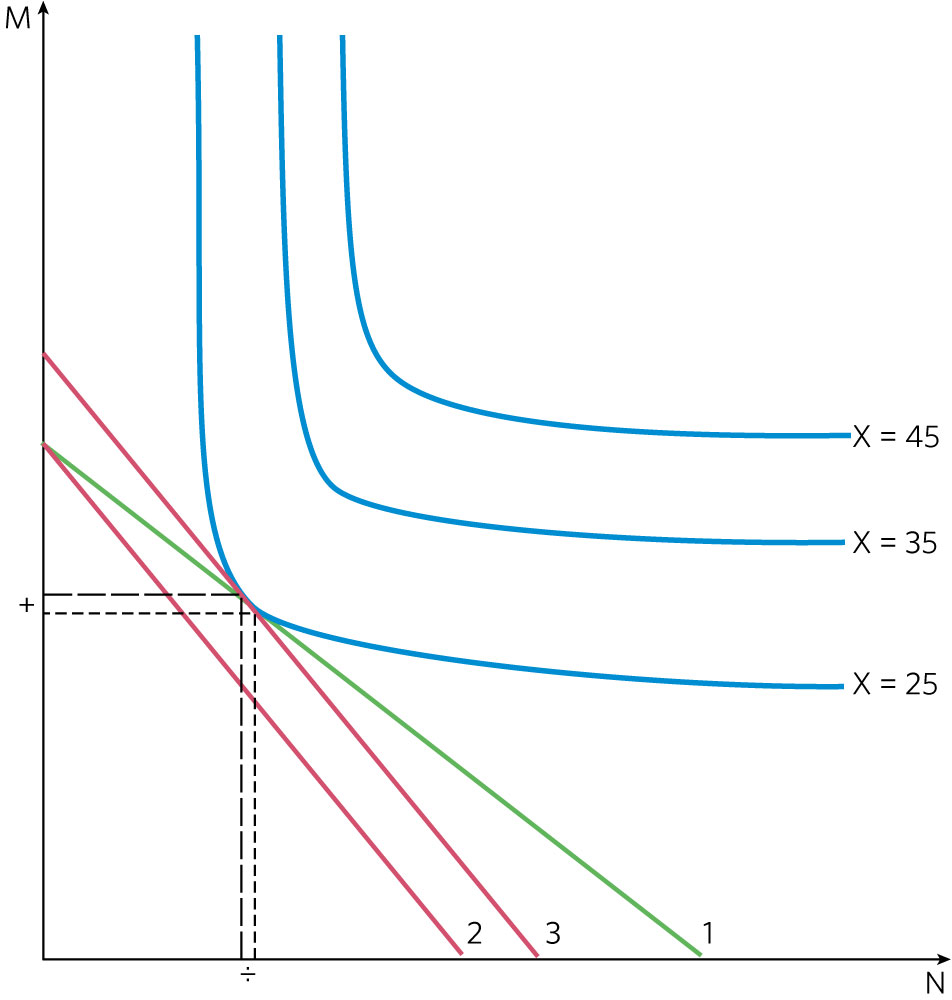 M
X = 45
X = 35
+
X = 25
2
3
1
÷
N